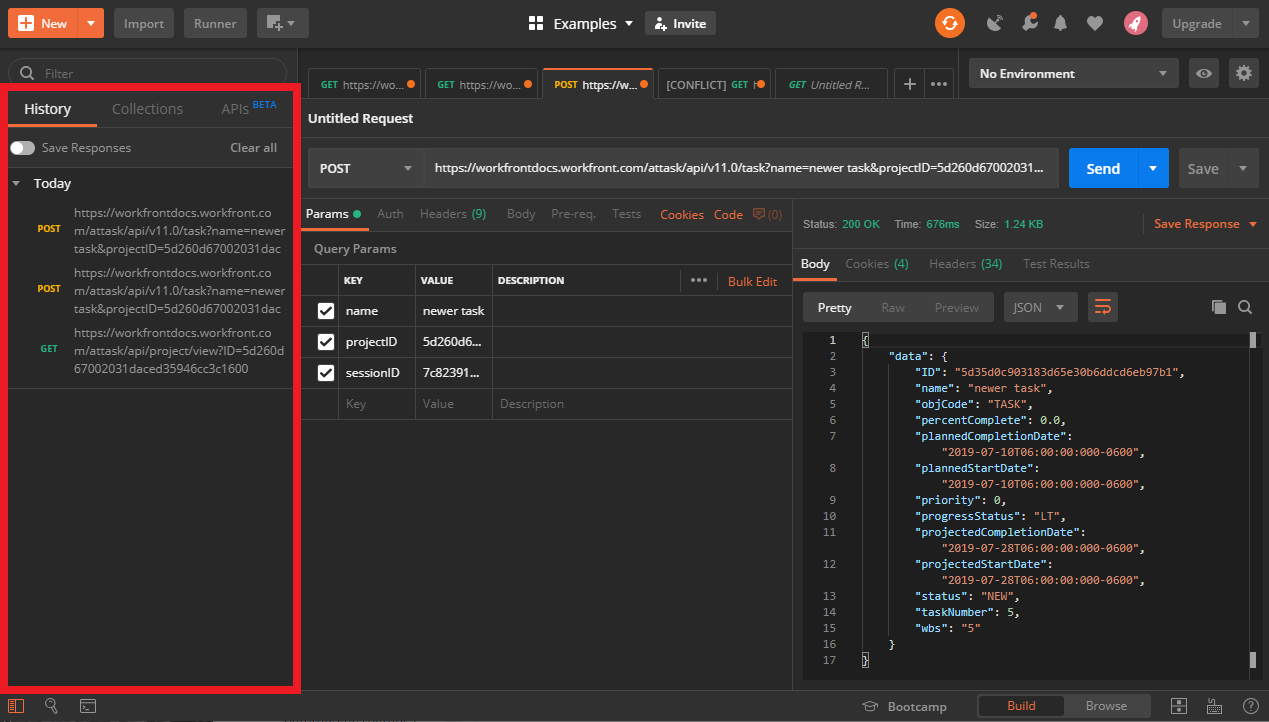 New
Import
Runner
Examples
Invite
Upgrade
Filter
GET https://wo...
GET https://wo...
POST https://w...
[CONFLICT] GET
GET Untitled R...
No Environment
History
Collections
APIs BETA
Save Responses
Clear all
Today
POST
https://workfrontdocs.workfront.co
m/attask/api/v11.0/task?name=newer
task&projectID=5d260d67002031dac
POST
https://workfrontdocs.workfront.co
m/attask/api/v11.0/task?name=newer
task&projectID=5d260d67002031dac
GET
https://workfrontdocs.workfront.co
m/attask/api/project/view?ID=5d260d
67002031daced35946cc3c1600
Untitled Request
POST
https://workfrontdocs.workfront.com/attask/api/v11.0/task?name=newer task&projectID=5d260d67002031...
Send
Save
Params
Auth
Headers (9)
Body
Pre-req.
Tests
Cookies
Code
(0)
Query Params
KEY VALUE DESCRIPTION
Bulk Edit
name newer task
projectID 5d260d6...
sessionID 7c82391...
Key Value Description
Status: 200 OK Time: 676ms Size: 1.24 KB
Save Response
Body
Cookies (4)
Headers (34)
Test Results
Pretty
Raw
Preview
JSON
1 {
2 "data": {
3 "ID": "5d35d0c903183d65e30b6ddcd6eb97b1",
4 "name": "newer task",
5 "objCode": "TASK",
6 "percentComplete": 0.0,
7 "plannedCompletionDate":
"2019-07-10T06:00:00:000-0600",
8 "plannedStartDate":
"2019-07-10T06:00:00:000-0600",
9 "priority": 0,
10 "progressStatus": "LT",
11 "projectedCompletionDate":
"2019-07-28T06:00:00:000-0600",
12 "projectedStartDate":
"2019-07-28T06:00:00:000-0600",
13 "status": "NEW",
14 "taskNumber": 5,
15 "wbs": "5"
16 }
17 }
Bootcamp
Build
Browse